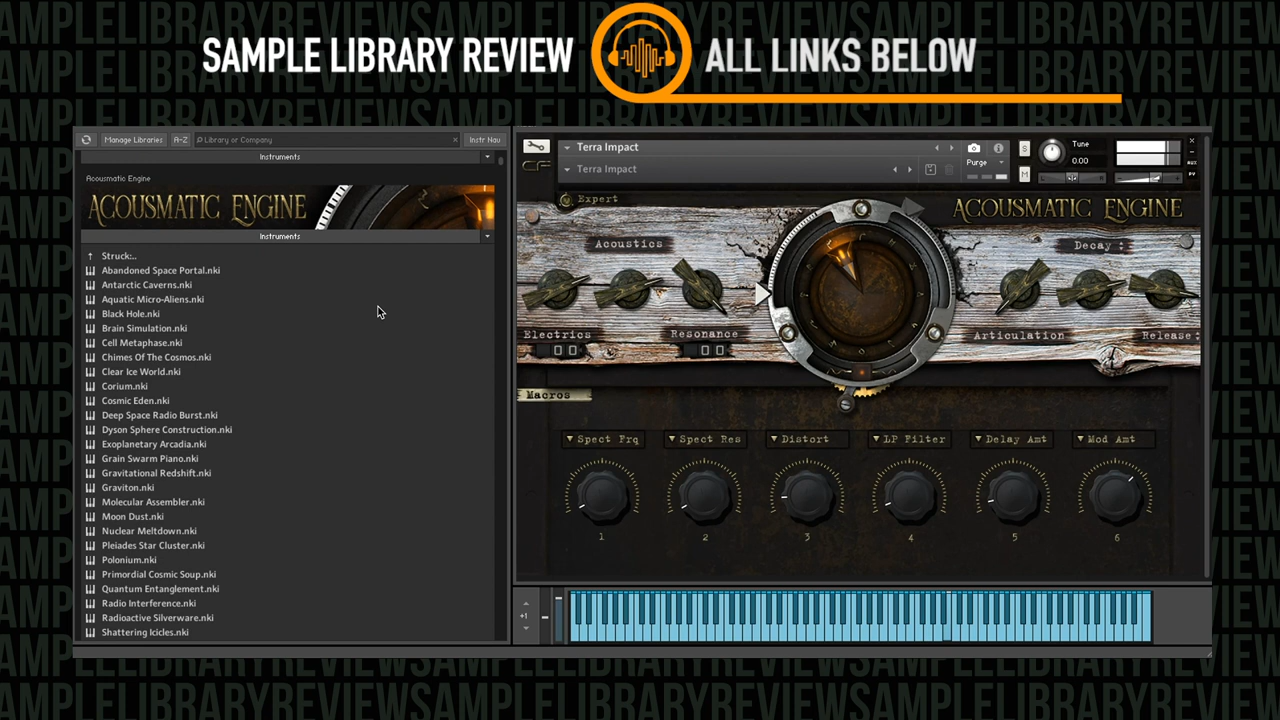 SAMPLE LIBRARY REVIEW
ALL LINKS BELOW
Manage Libraries
A-Z
Library or Company
Instr Nav
Instruments
Acousmatic Engine
ACOUSMATIC ENGINE
Instruments
Struck:..
Abandoned Space Portal.nki
Antarctic Caverns.nki
Aquatic Micro-Aliens.nki
Black Hole.nki
Brain Simulation.nki
Cell Metaphase.nki
Chimes Of The Cosmos.nki
Clear Ice World.nki
Corium.nki
Cosmic Eden.nki
Deep Space Radio Burst.nki
Dyson Sphere Construction.nki
Exoplanetary Arcadia.nki
Grain Swarm Piano.nki
Gravitational Redshift.nki
Graviton.nki
Molecular Assembler.nki
Moon Dust.nki
Nuclear Meltdown.nki
Pleiades Star Cluster.nki
Polonium.nki
Primordial Cosmic Soup.nki
Quantum Entanglement.nki
Radio Interference.nki
Radioactive Silverware.nki
Shattering Icicles.nki
Terra Impact
Terra Impact
Purge
S
M
Tune
0.00
AUX
PV
Expert
ACOUSMATIC ENGINE
Acoustics
Decay
Electrics
Resonance
Articulation
Release
00
00
Macros
Spect Frq
Spect Res
Distort
LP Filter
Delay Amt
Mod Amt
1
2
3
4
5
6
+1